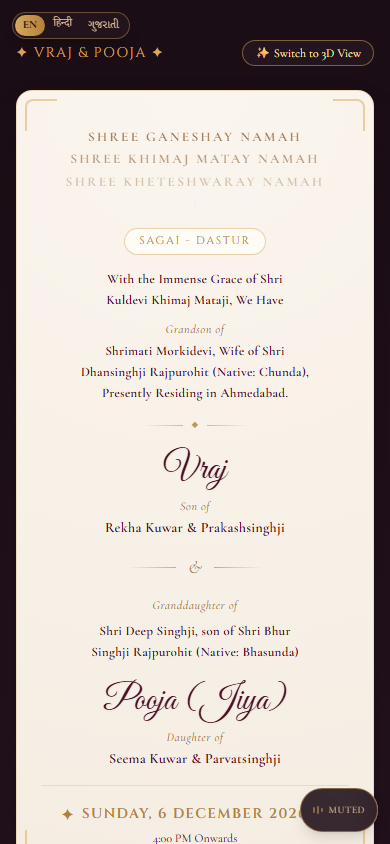 EN हिन्दी ગુજરાતી
✦ VRAJ & POOJA ✦
✨ Switch to 3D View
SHREE GANESHAY NAMAH
SHREE KHIMAJ MATAY NAMAH
SHREE KHETESHWARAY NAMAH
SAGAI - DASTUR
With the Immense Grace of Shri
Kuldevi Khimaj Mataji, We Have
Grandson of
Shrimati Morkidevi, Wife of Shri
Dhansinghji Rajpurohit (Native: Chunda),
Presently Residing in Ahmedabad.
Vraj
Son of
Rekha Kuwar & Prakashsinghji
&
Granddaughter of
Shri Deep Singhji, son of Shri Bhur
Singhji Rajpurohit (Native: Bhasunda)
Pooja (Jiya)
Daughter of
Seema Kuwar & Parvatsinghji
✦ SUNDAY, 6 DECEMBER
MUTED
4:00 PM Onwards